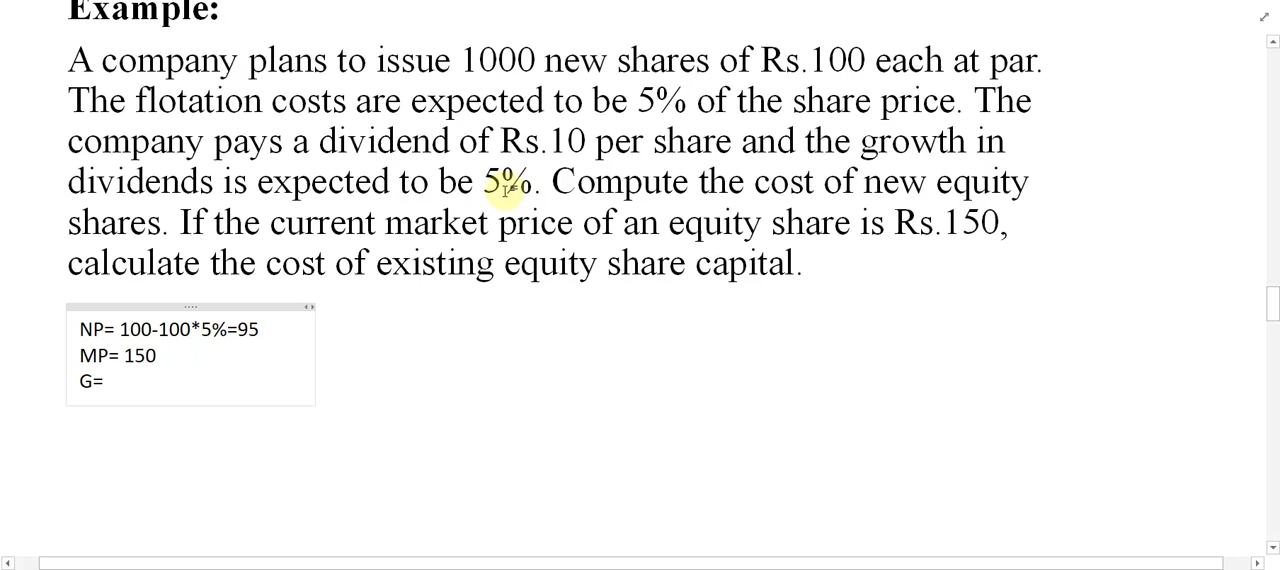 Example:
A company plans to issue 1000 new shares of Rs.100 each at par.
The flotation costs are expected to be 5% of the share price. The
company pays a dividend of Rs.10 per share and the growth in
dividends is expected to be 5%. Compute the cost of new equity
shares. If the current market price of an equity share is Rs.150,
calculate the cost of existing equity share capital.
NP= 100-100*5%=95
MP= 150
G=